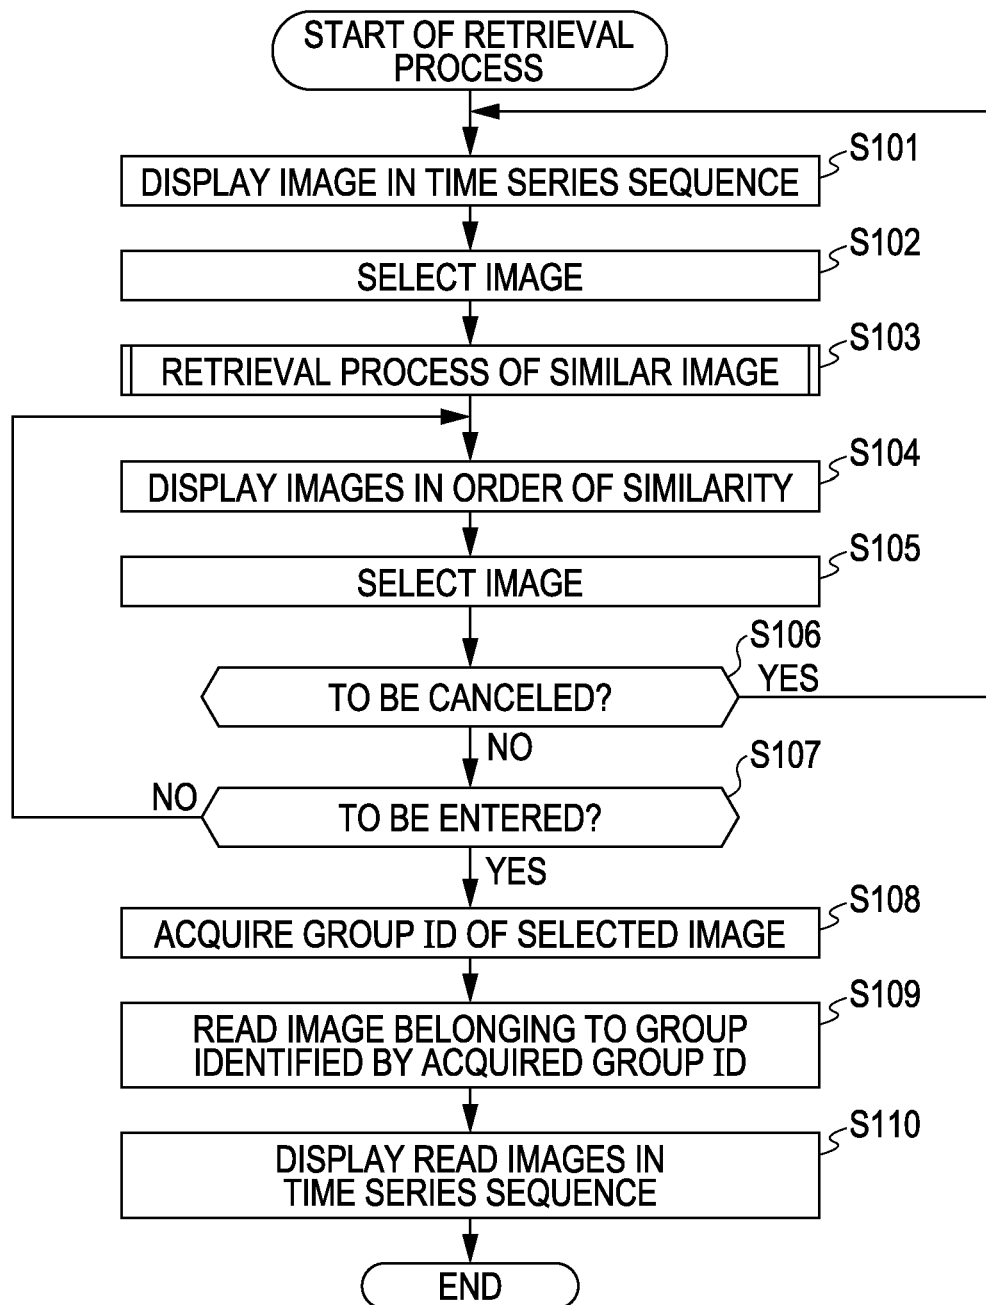 START OF RETRIEVAL
PROCESS
S101
DISPLAY IMAGE IN TIME SERIES SEQUENCE
S102
SELECT IMAGE
S103
RETRIEVAL PROCESS OF SIMILAR IMAGE
S104
DISPLAY IMAGES IN ORDER OF SIMILARITY
S105
SELECT IMAGE
S106
TO BE CANCELED?
YES
NO
S107
NO
TO BE ENTERED?
YES
S108
ACQUIRE GROUP ID OF SELECTED IMAGE
S109
READ IMAGE BELONGING TO GROUP
IDENTIFIED BY ACQUIRED GROUP ID
S110
DISPLAY READ IMAGES IN
TIME SERIES SEQUENCE
END